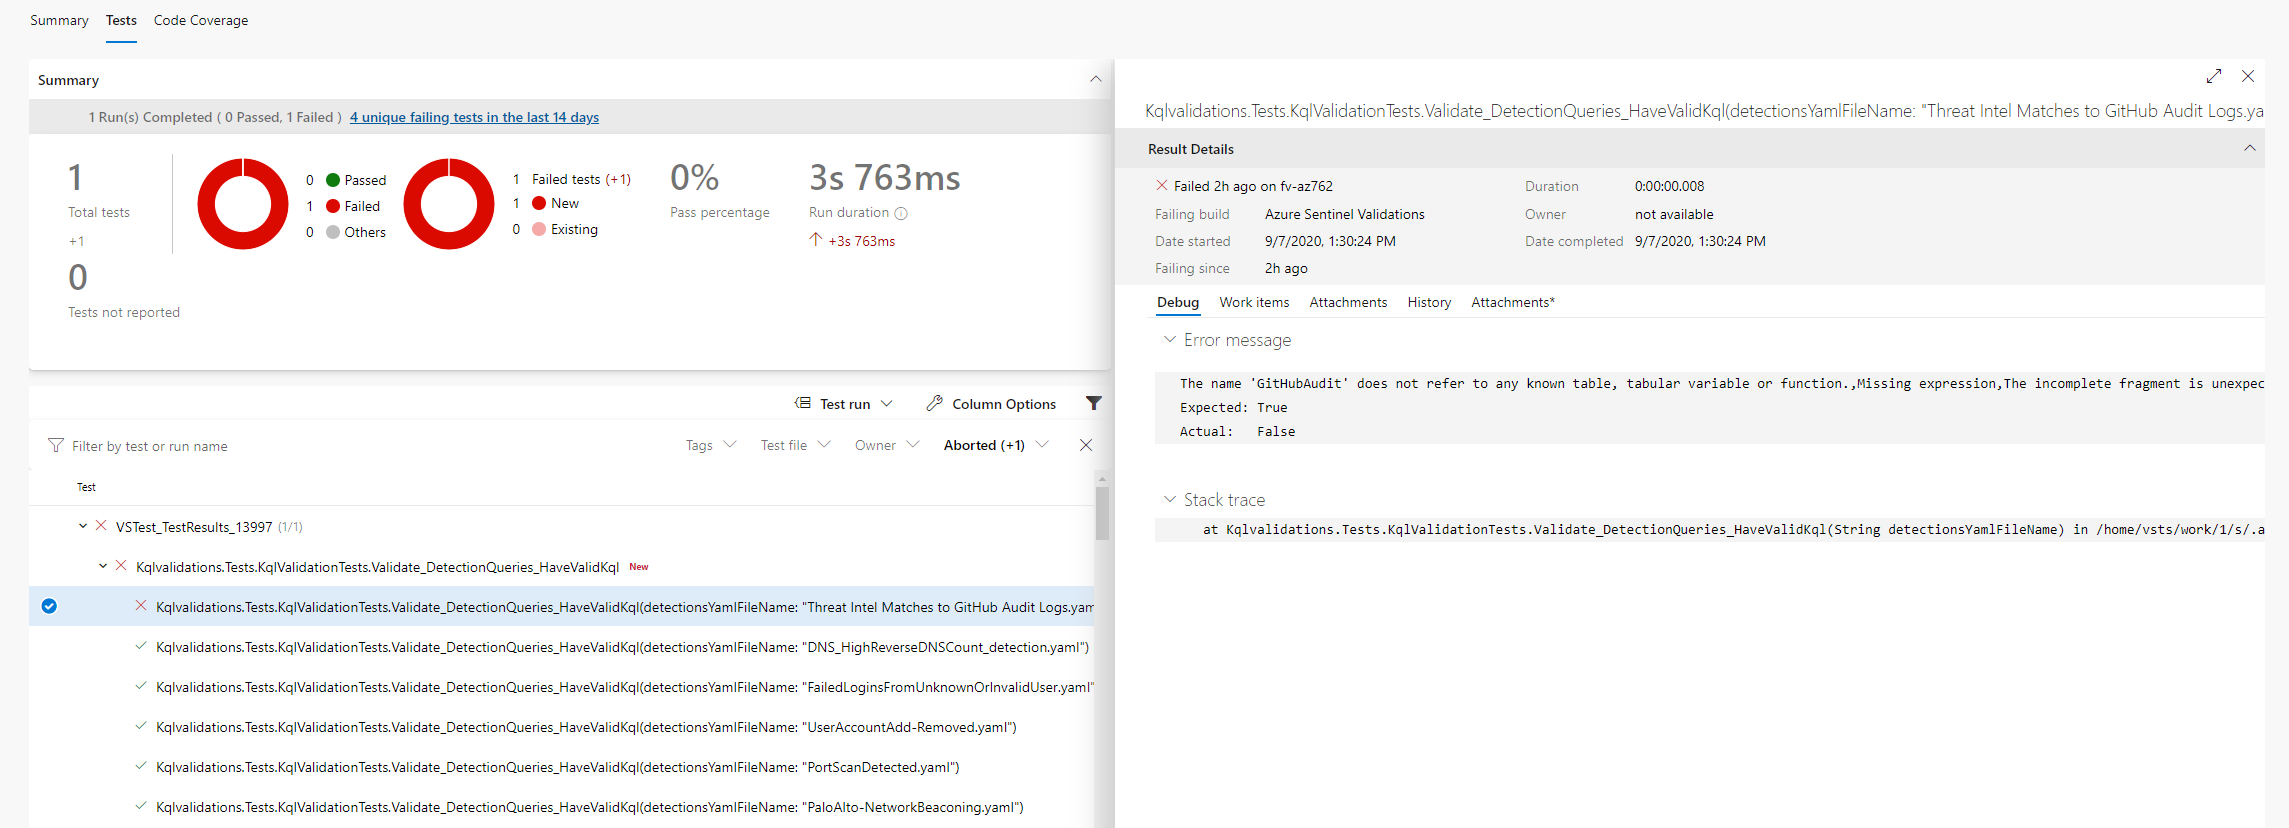 Summary Tests Code Coverage
Summary
1 Run(s) Completed ( 0 Passed, 1 Failed ) 4 unique failing tests in the last 14 days
1
Total tests
+1
0
Tests not reported
0 Passed
1 Failed
0 Others
1 Failed tests (+1)
1 New
0 Existing
0%
Pass percentage
3s 763ms
Run duration
+3s 763ms
Test run Column Options
Filter by test or run name Tags Test file Owner Aborted (+1)
Test
VSTest_TestResults_13997 (1/1)
Kqlvalidations.Tests.KqlValidationTests.Validate_DetectionQueries_HaveValidKql New
Kqlvalidations.Tests.KqlValidationTests.Validate_DetectionQueries_HaveValidKql(detectionsYamlFileName: "Threat Intel Matches to GitHub Audit Logs.yam
Kqlvalidations.Tests.KqlValidationTests.Validate_DetectionQueries_HaveValidKql(detectionsYamlFileName: "DNS_HighReverseDNSCount_detection.yaml")
Kqlvalidations.Tests.KqlValidationTests.Validate_DetectionQueries_HaveValidKql(detectionsYamlFileName: "FailedLoginsFromUnknownOrInvalidUser.yaml"
Kqlvalidations.Tests.KqlValidationTests.Validate_DetectionQueries_HaveValidKql(detectionsYamlFileName: "UserAccountAdd-Removed.yaml")
Kqlvalidations.Tests.KqlValidationTests.Validate_DetectionQueries_HaveValidKql(detectionsYamlFileName: "PortScanDetected.yaml")
Kqlvalidations.Tests.KqlValidationTests.Validate_DetectionQueries_HaveValidKql(detectionsYamlFileName: "PaloAlto-NetworkBeaconing.yaml")
Kqlvalidations.Tests.KqlValidationTests.Validate_DetectionQueries_HaveValidKql(detectionsYamlFileName: "Threat Intel Matches to GitHub Audit Logs.ya
Result Details
Failed 2h ago on fv-az762 Duration 0:00:00.008
Failing build Azure Sentinel Validations Owner not available
Date started 9/7/2020, 1:30:24 PM Date completed 9/7/2020, 1:30:24 PM
Failing since 2h ago
Debug Work items Attachments History Attachments*
Error message
The name 'GitHubAudit' does not refer to any known table, tabular variable or function.,Missing expression,The incomplete fragment is unexpec
Expected: True
Actual: False
Stack trace
at Kqlvalidations.Tests.KqlValidationTests.Validate_DetectionQueries_HaveValidKql(String detectionsYamlFileName) in /home/vsts/work/1/s/.a